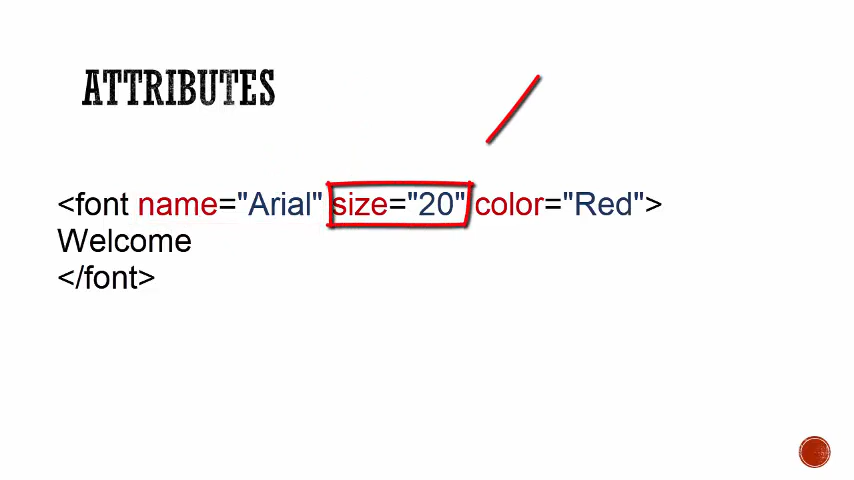 ATTRIBUTES
<font name="Arial" size="20" color="Red">
Welcome
</font>